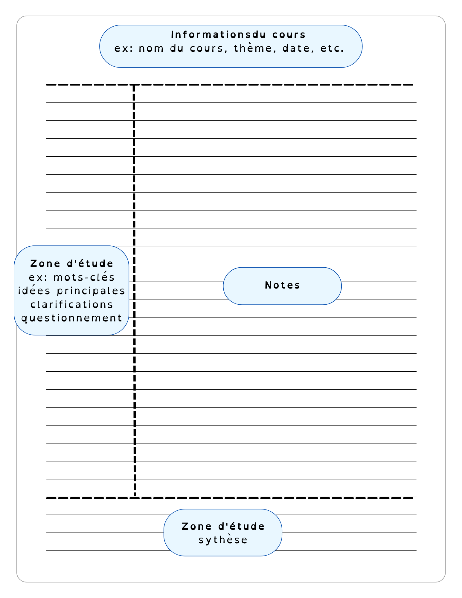 Informationsdu cours
ex: nom du cours, thème, date, etc.
Zone d'étude
ex: mots-clés
idées principales
clarifications
questionnement
Notes
Zone d'étude
sythèse